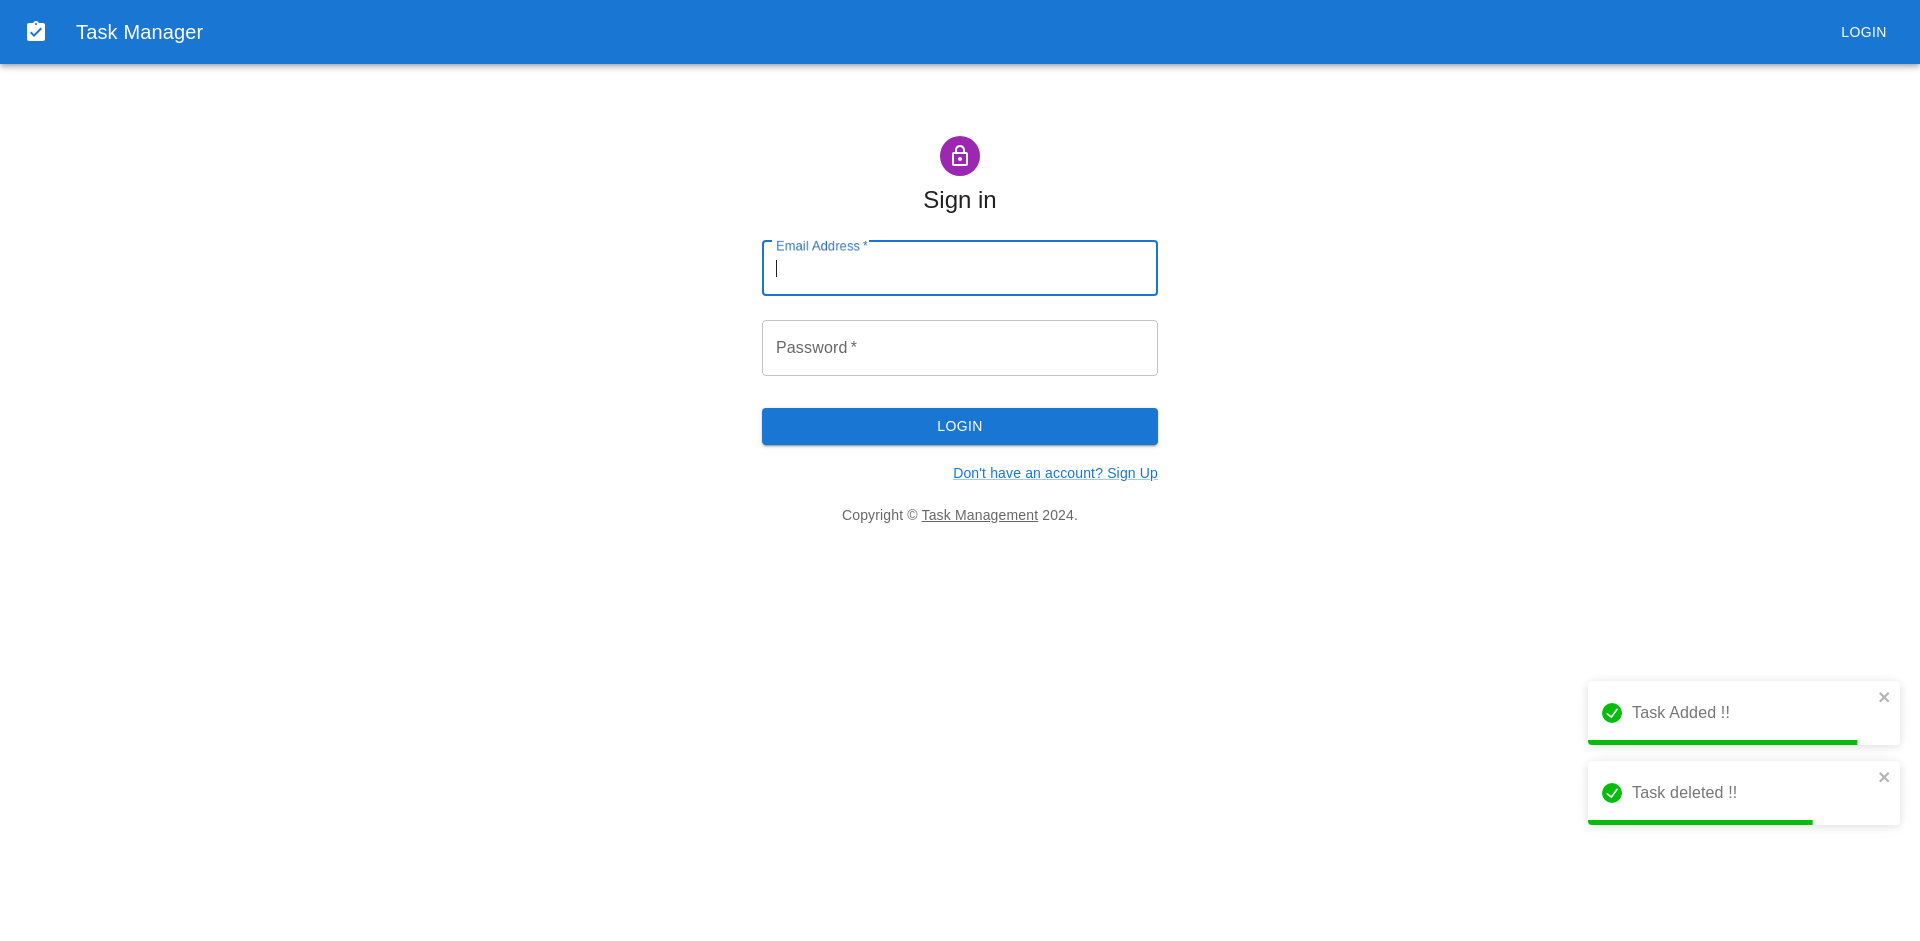 Task Manager
LOGIN
Sign in
Email Address *
Password *
LOGIN
Don't have an account? Sign Up
Copyright © Task Management 2024.
Task Added !!
Task deleted !!